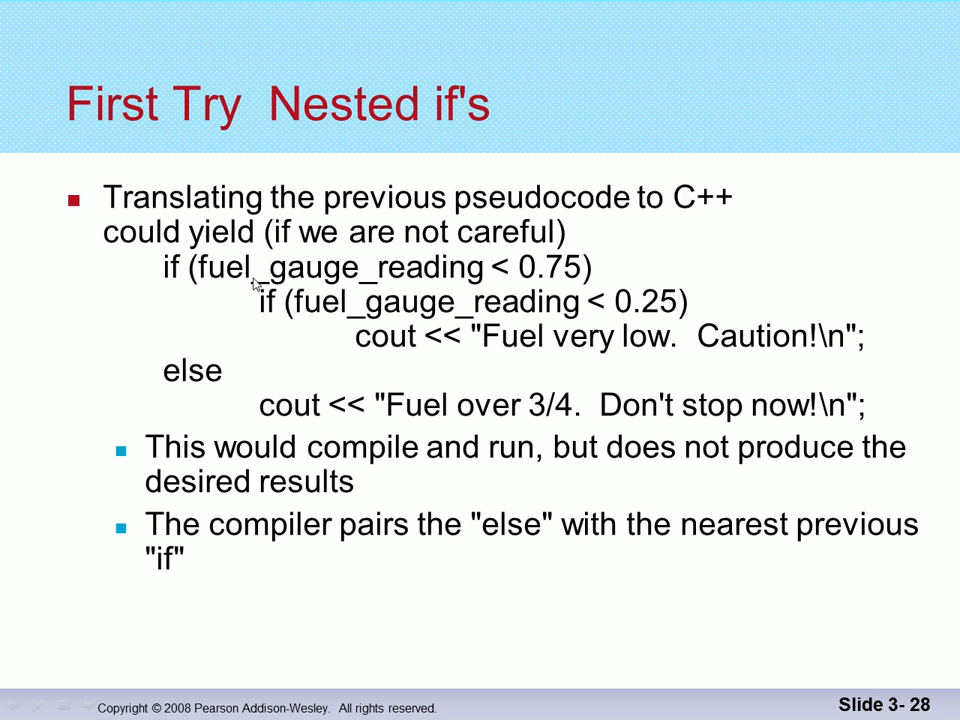 First Try  Nested if's
Translating the previous pseudocode to C++
could yield (if we are not careful)
if (fuel_gauge_reading < 0.75)
if (fuel_gauge_reading < 0.25)
cout << "Fuel very low.  Caution!\n";
else
cout << "Fuel over 3/4.  Don't stop now!\n";
This would compile and run, but does not produce the
desired results
The compiler pairs the "else" with the nearest previous
"if"
Copyright © 2008 Pearson Addison-Wesley.  All rights reserved.
Slide 3- 28